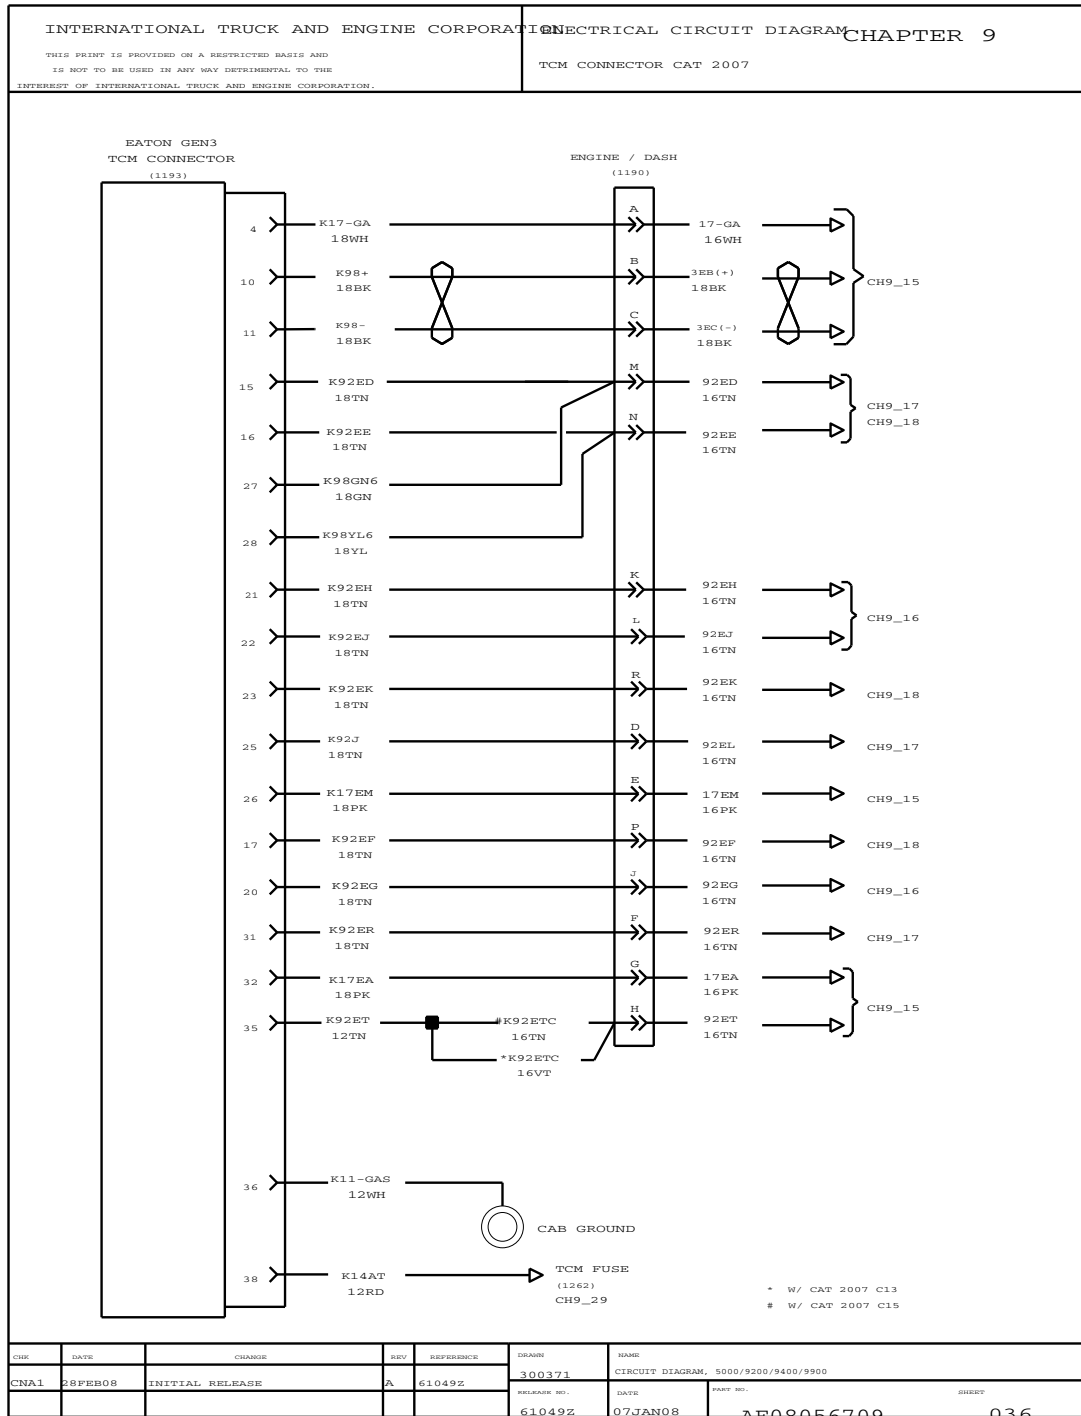 INTERNATIONAL TRUCK AND ENGINE CORPORATION
ELECTRICAL CIRCUIT DIAGRAM
CHAPTER 9
THIS PRINT IS PROVIDED ON A RESTRICTED BASIS AND
IS NOT TO BE USED IN ANY WAY DETRIMENTAL TO THE
INTEREST OF INTERNATIONAL TRUCK AND ENGINE CORPORATION.
TCM CONNECTOR CAT 2007
EATON GEN3
TCM CONNECTOR
(1193)
ENGINE / DASH
(1190)
4 K17-GA A 17-GA
18WH 16WH
10 K98+ B 3EB(+) CH9_15
18BK 18BK
11 K98- C 3EC(-)
18BK 18BK
15 K92ED M 92ED
18TN 16TN
CH9_17
CH9_18
16 K92EE N 92EE
18TN 16TN
27 K98GN6
18GN
28 K98YL6
18YL
21 K92EH K 92EH
18TN 16TN
CH9_16
22 K92EJ L 92EJ
18TN 16TN
23 K92EK R 92EK CH9_18
18TN 16TN
25 K92J D 92EL CH9_17
18TN 16TN
26 K17EM E 17EM CH9_15
18PK 16PK
17 K92EF P 92EF CH9_18
18TN 16TN
20 K92EG J 92EG CH9_16
18TN 16TN
31 K92ER F 92ER CH9_17
18TN 16TN
32 K17EA G 17EA
18PK 16PK
CH9_15
35 K92ET #K92ETC H 92ET
12TN 16TN 16TN
*K92ETC
16VT
36 K11-GAS
12WH
CAB GROUND
38 K14AT TCM FUSE
12RD (1262)
CH9_29
* W/ CAT 2007 C13
# W/ CAT 2007 C15
CHK DATE CHANGE REV REFERENCE DRAWN NAME
CNA1 28FEB08 INITIAL RELEASE A 61049Z 300371 CIRCUIT DIAGRAM, 5000/9200/9400/9900
RELEASE NO. DATE PART NO. SHEET
61049Z 07JAN08 AF08056709 036